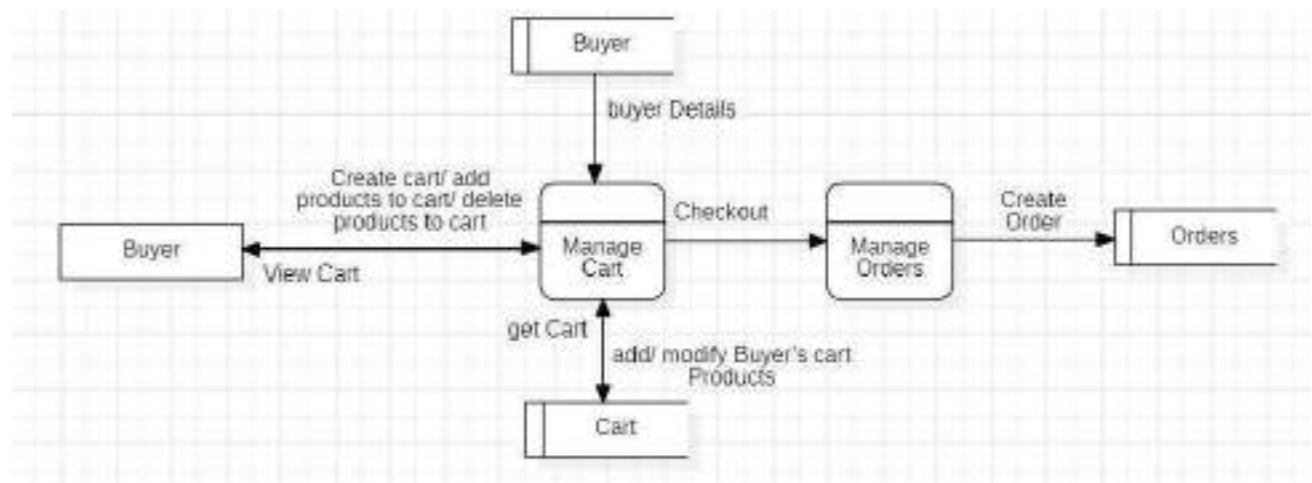 Buyer
buyer Details
Create cart/ add
products to cart/ delete
products to cart
Buyer
View Cart
Manage
Cart
Checkout
Manage
Orders
Create
Order
Orders
get Cart
add/ modify Buyer's cart
Products
Cart